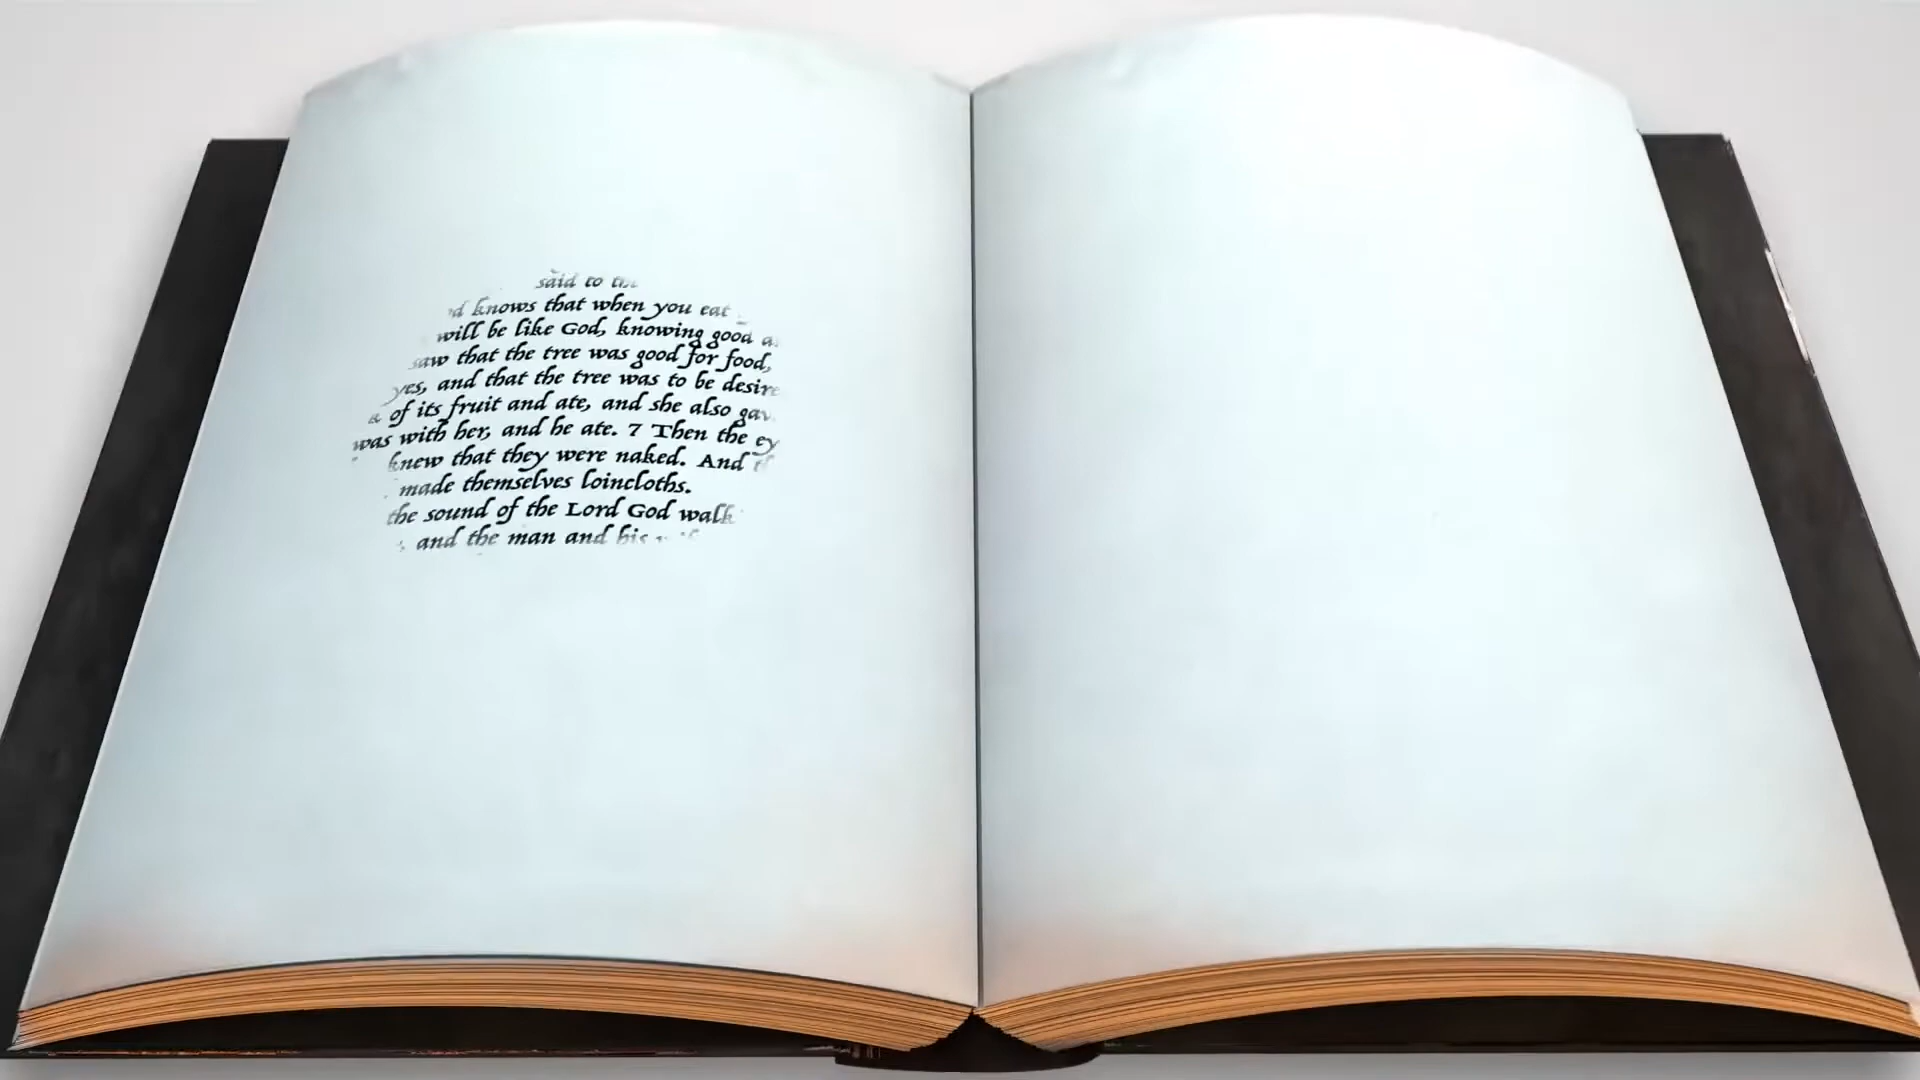 said to
knows that when you eat
will be like God, knowing good
saw that the tree was good for food,
and that the tree was to be
of its fruit and ate, and she also
was with her, and he ate. 7 Then the
knew that they were naked. And
made themselves loincloths.
the sound of the Lord God
and the man and his